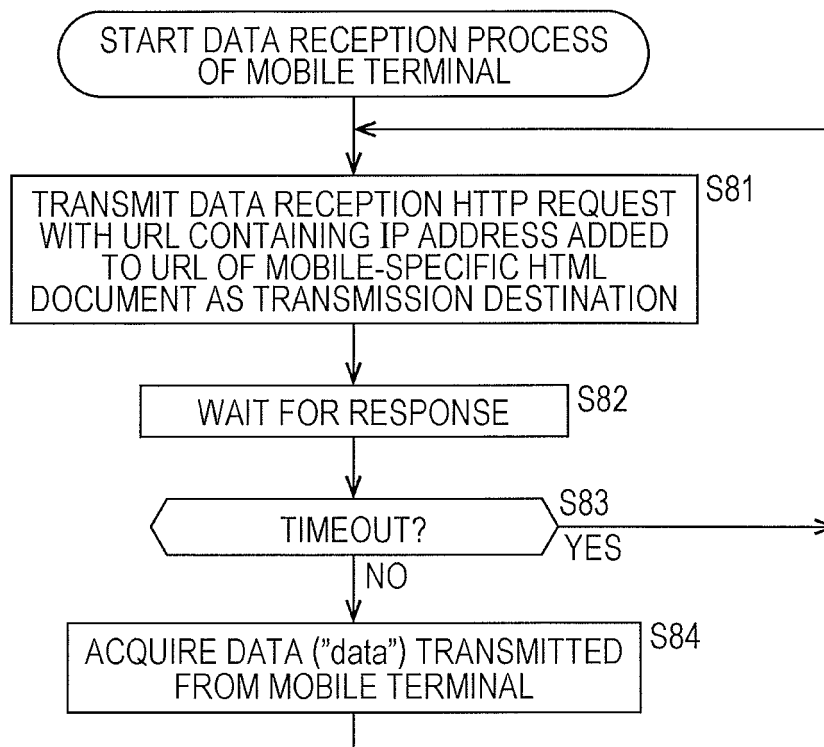 START DATA RECEPTION PROCESS
OF MOBILE TERMINAL
S81
TRANSMIT DATA RECEPTION HTTP REQUEST
WITH URL CONTAINING IP ADDRESS ADDED
TO URL OF MOBILE-SPECIFIC HTML
DOCUMENT AS TRANSMISSION DESTINATION
WAIT FOR RESPONSE
S82
TIMEOUT?
S83
YES
NO
S84
ACQUIRE DATA ("data") TRANSMITTED
FROM MOBILE TERMINAL